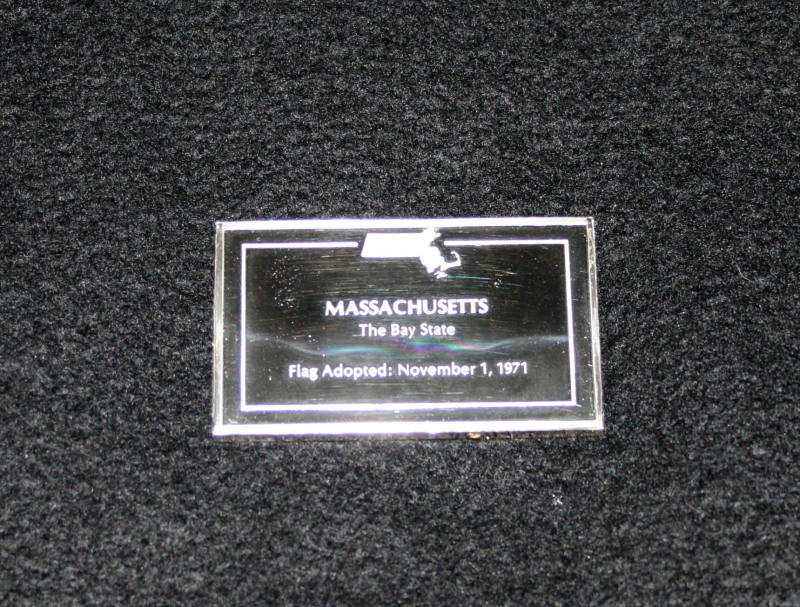 MASSACHUSETTS
The Bay State
Flag Adopted: November 1, 1971